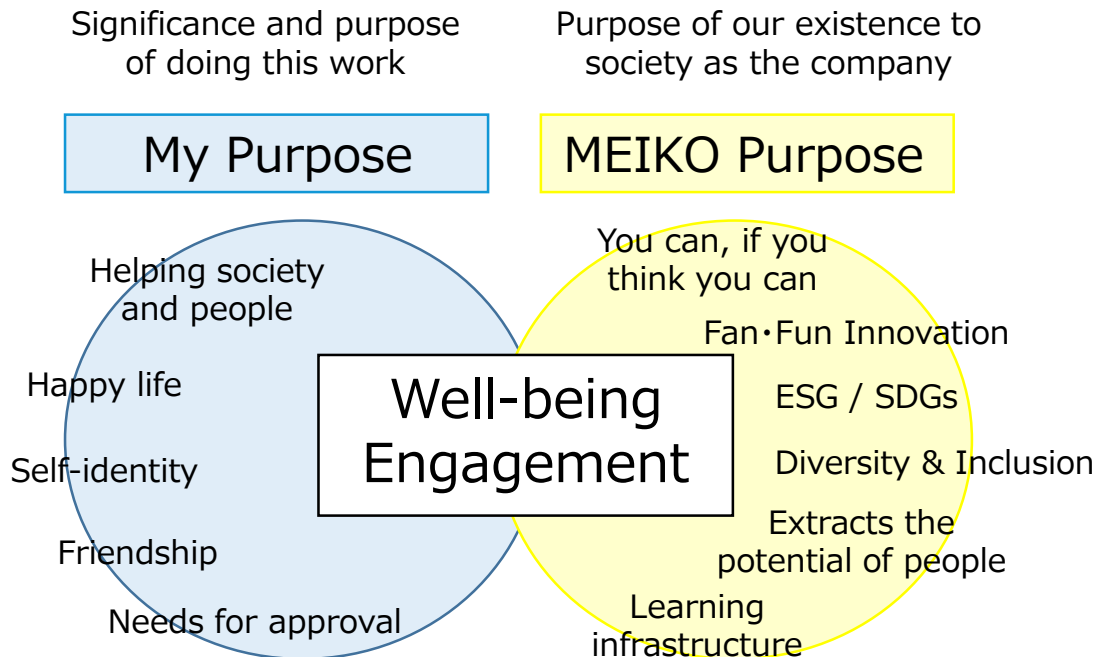 Significance and purpose
of doing this work
Purpose of our existence to
society as the company
My Purpose
MEIKO Purpose
Helping society
and people
Happy life
Self-identity
Friendship
Needs for approval
Well-being
Engagement
You can, if you
think you can
Fan・Fun Innovation
ESG / SDGs
Diversity & Inclusion
Extracts the
potential of people
Learning
infrastructure